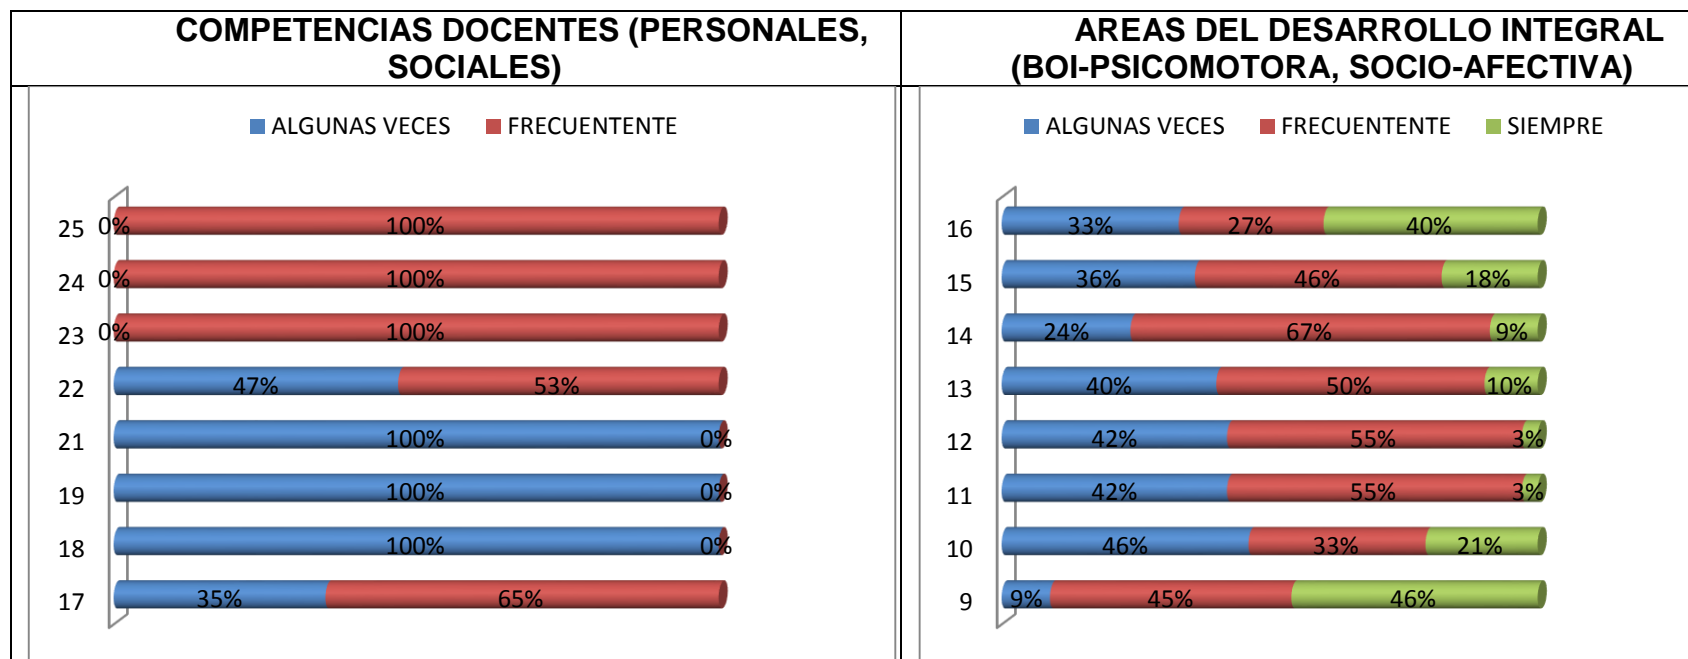 COMPETENCIAS DOCENTES (PERSONALES,
SOCIALES)
ALGUNAS VECES FRECUENTENTE
25 0% 100%
24 0% 100%
23 0% 100%
22 47% 53%
21 100% 0%
19 100% 0%
18 100% 0%
17 35% 65%
AREAS DEL DESARROLLO INTEGRAL
(BOI-PSICOMOTORA, SOCIO-AFECTIVA)
ALGUNAS VECES FRECUENTENTE SIEMPRE
16 33% 27% 40%
15 36% 46% 18%
14 24% 67% 9%
13 40% 50% 10%
12 42% 55% 3%
11 42% 55% 3%
10 46% 33% 21%
9 9% 45% 46%